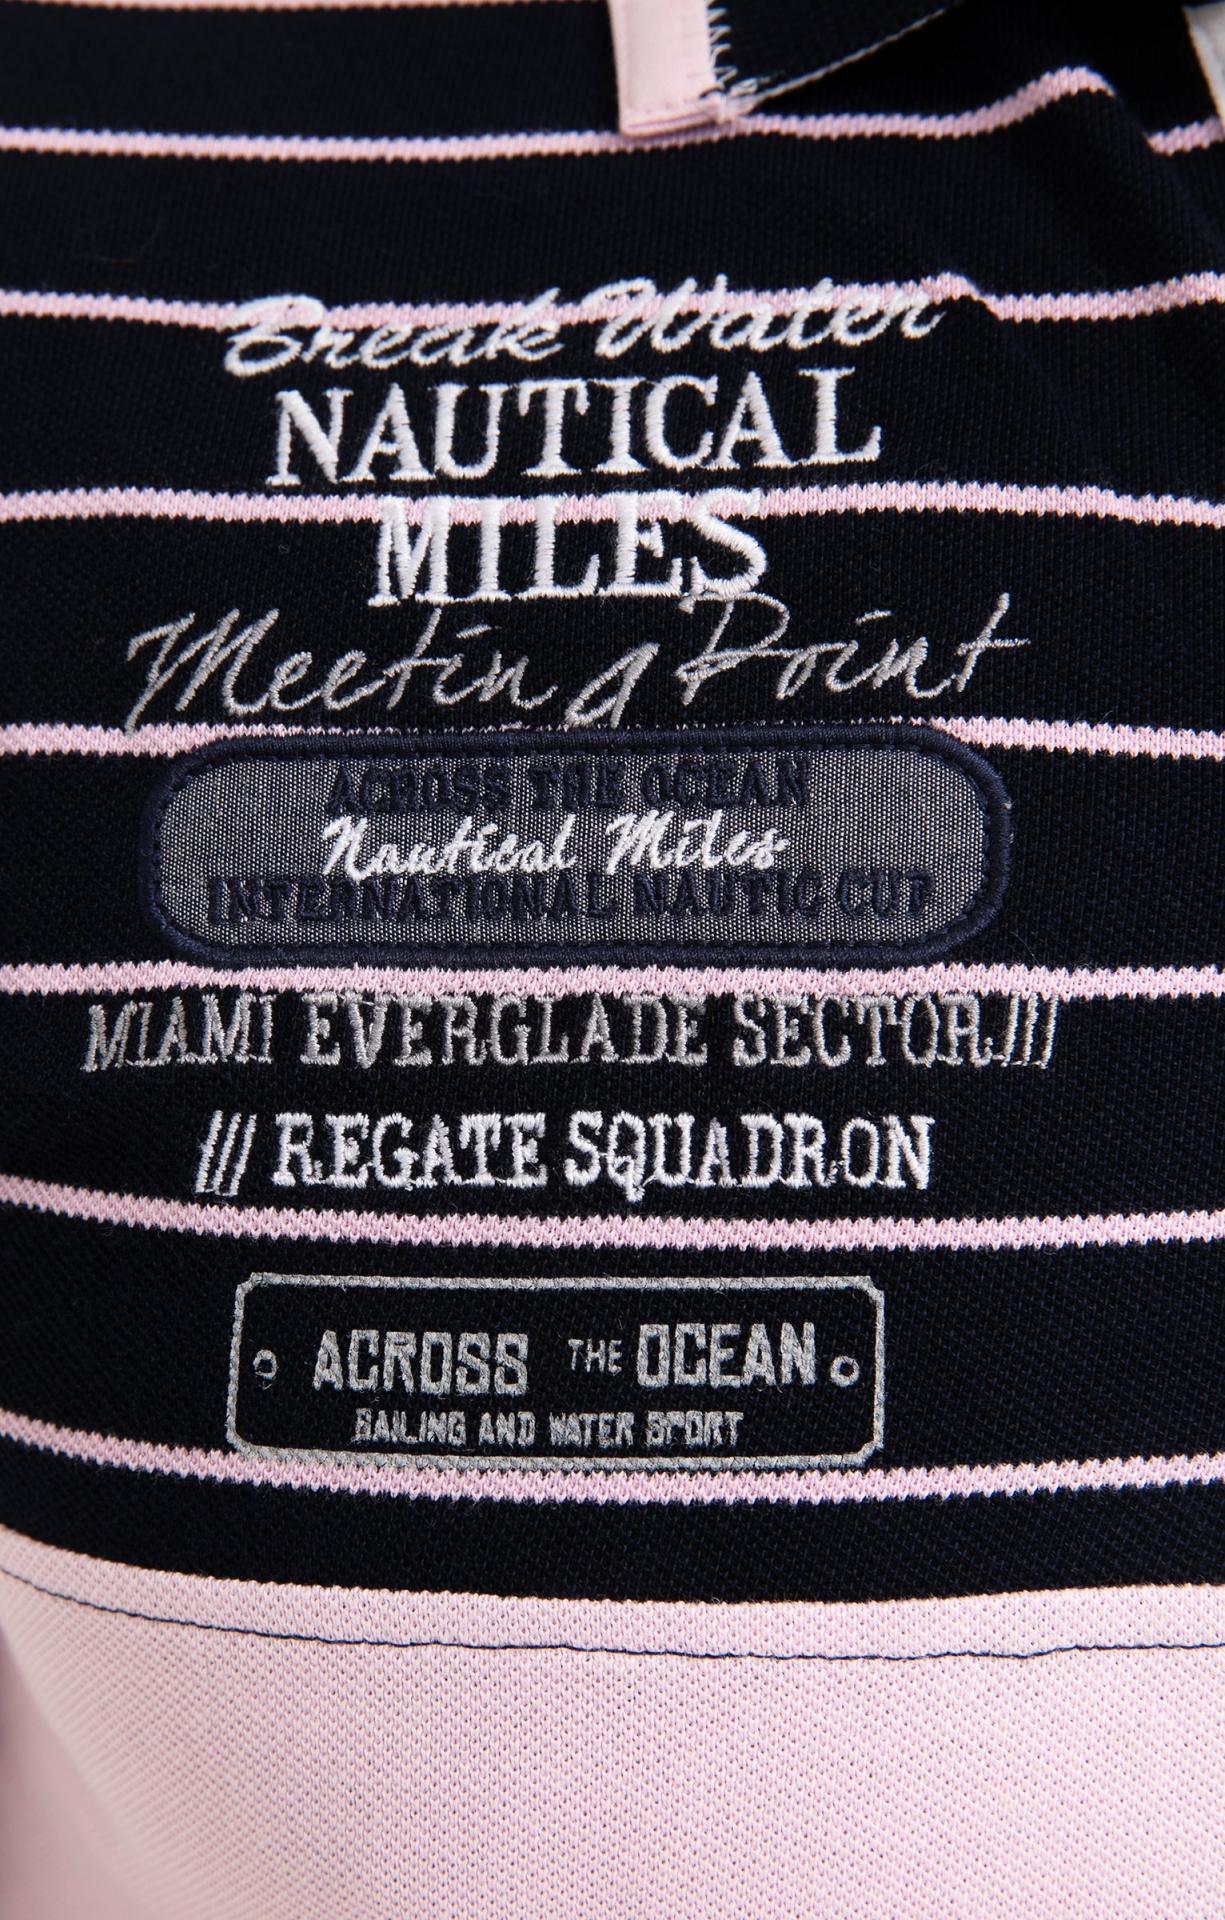 Break Water
NAUTICAL
MILES
Meeting Point
ACROSS THE OCEAN
Nautical Miles
INTERNATIONAL NAUTIC CUP
MIAMI EVERGLADE SECTOR///
/// REGATE SQUADRON
ACROSS THE OCEAN
SAILING AND WATER SPORT